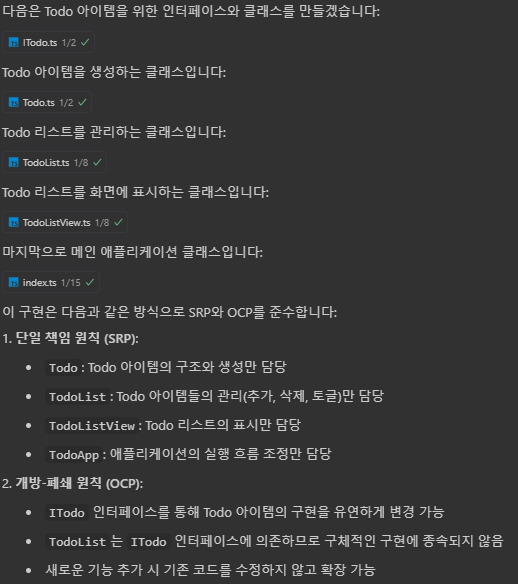 다음은 Todo 아이템을 위한 인터페이스와 클래스를 만들겠습니다:
TS ITodo.ts 1/2 ✓
Todo 아이템을 생성하는 클래스입니다:
TS Todo.ts 1/2 ✓
Todo 리스트를 관리하는 클래스입니다:
TS TodoList.ts 1/8 ✓
Todo 리스트를 화면에 표시하는 클래스입니다:
TS TodoListView.ts 1/8 ✓
마지막으로 메인 애플리케이션 클래스입니다:
TS index.ts 1/15 ✓
이 구현은 다음과 같은 방식으로 SRP와 OCP를 준수합니다:
1. 단일 책임 원칙 (SRP):
• Todo : Todo 아이템의 구조와 생성만 담당
• TodoList : Todo 아이템들의 관리(추가, 삭제, 토글)만 담당
• TodoListView : Todo 리스트의 표시만 담당
• TodoApp : 애플리케이션의 실행 흐름 조정만 담당
2. 개방-폐쇄 원칙 (OCP):
• ITodo 인터페이스를 통해 Todo 아이템의 구현을 유연하게 변경 가능
• TodoList 는 ITodo 인터페이스에 의존하므로 구체적인 구현에 종속되지 않음
• 새로운 기능 추가 시 기존 코드를 수정하지 않고 확장 가능